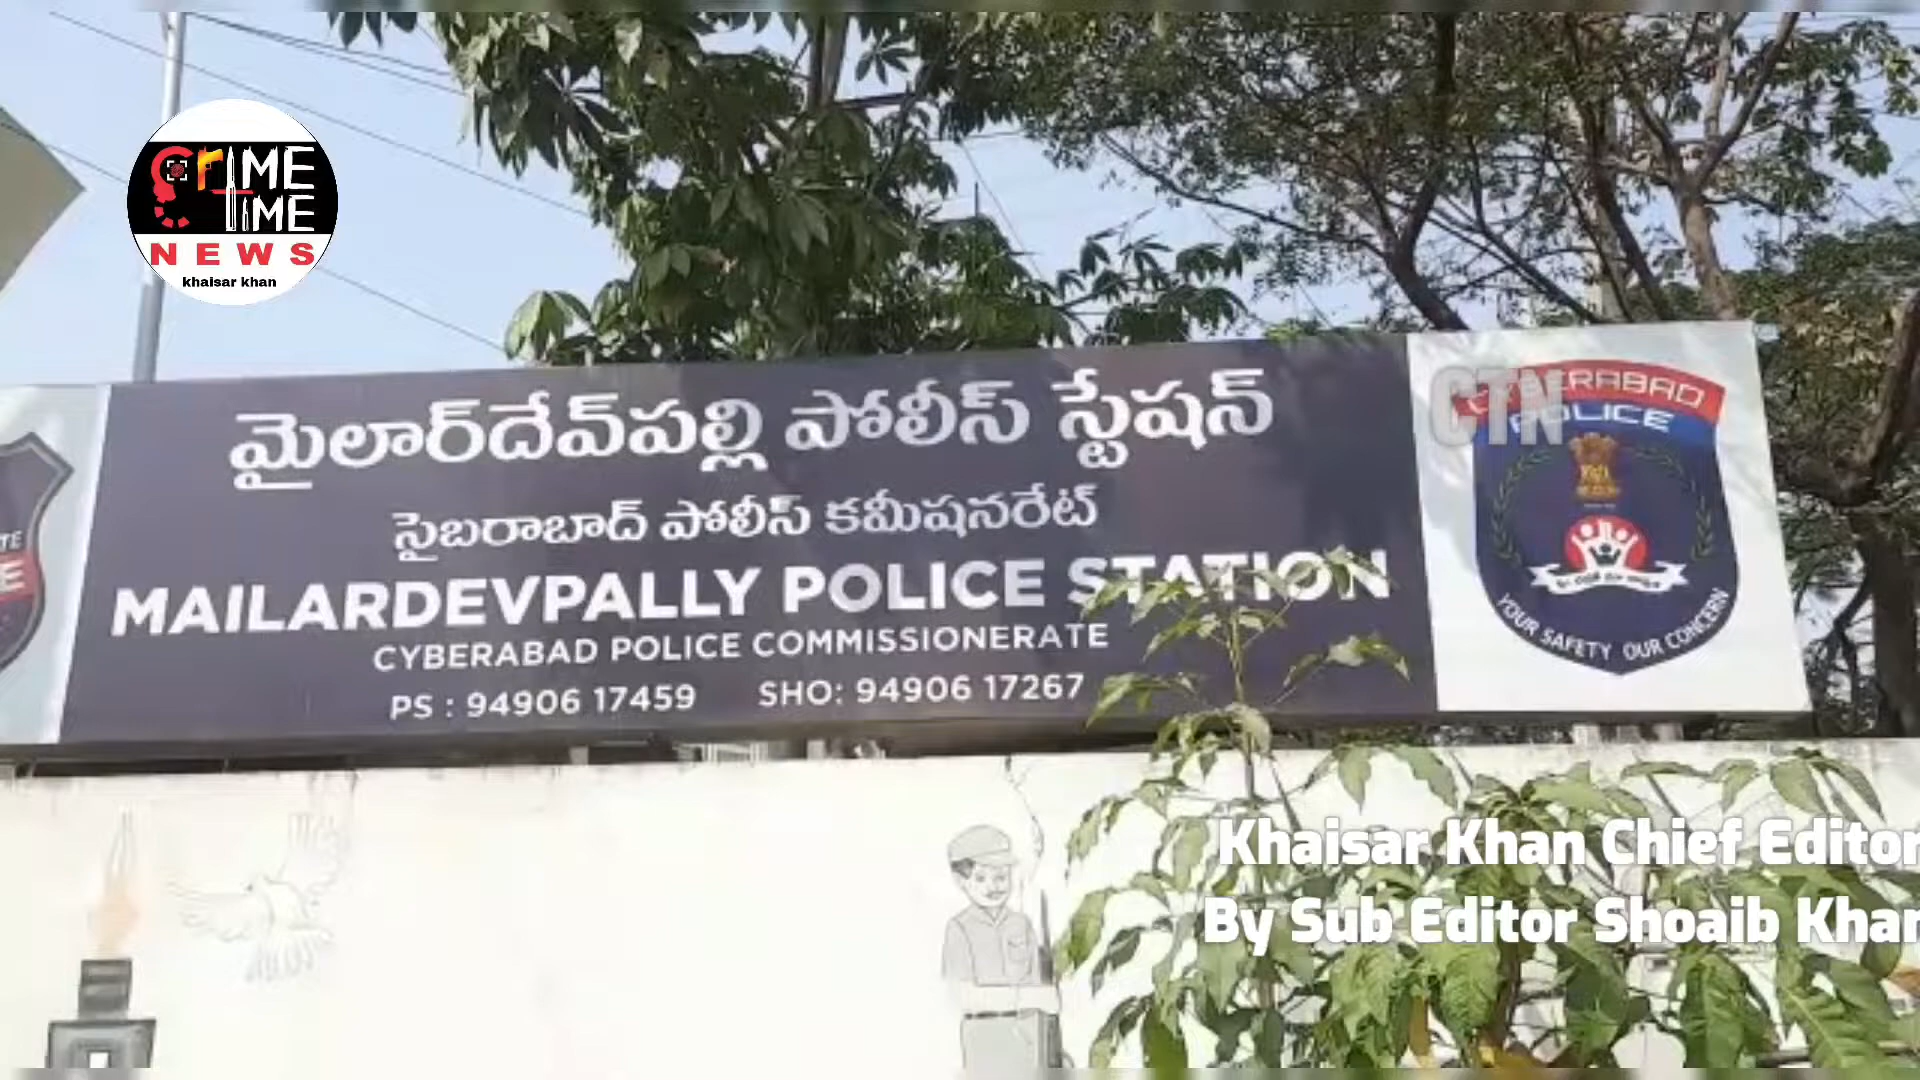 CRIME
TIME
NEWS
khaisar khan
మైలార్‌దేవ్‌పల్లి పోలీస్ స్టేషన్
సైబరాబాద్ పోలీస్ కమీషనరేట్
MAILARDEVPALLY POLICE STATION
CYBERABAD POLICE COMMISSIONERATE
PS : 94906 17459 SHO: 94906 17267
CTN
CYBERABAD
POLICE
YOUR SAFETY OUR CONCERN
Khaisar Khan Chief Editor
By Sub Editor Shoaib Khan